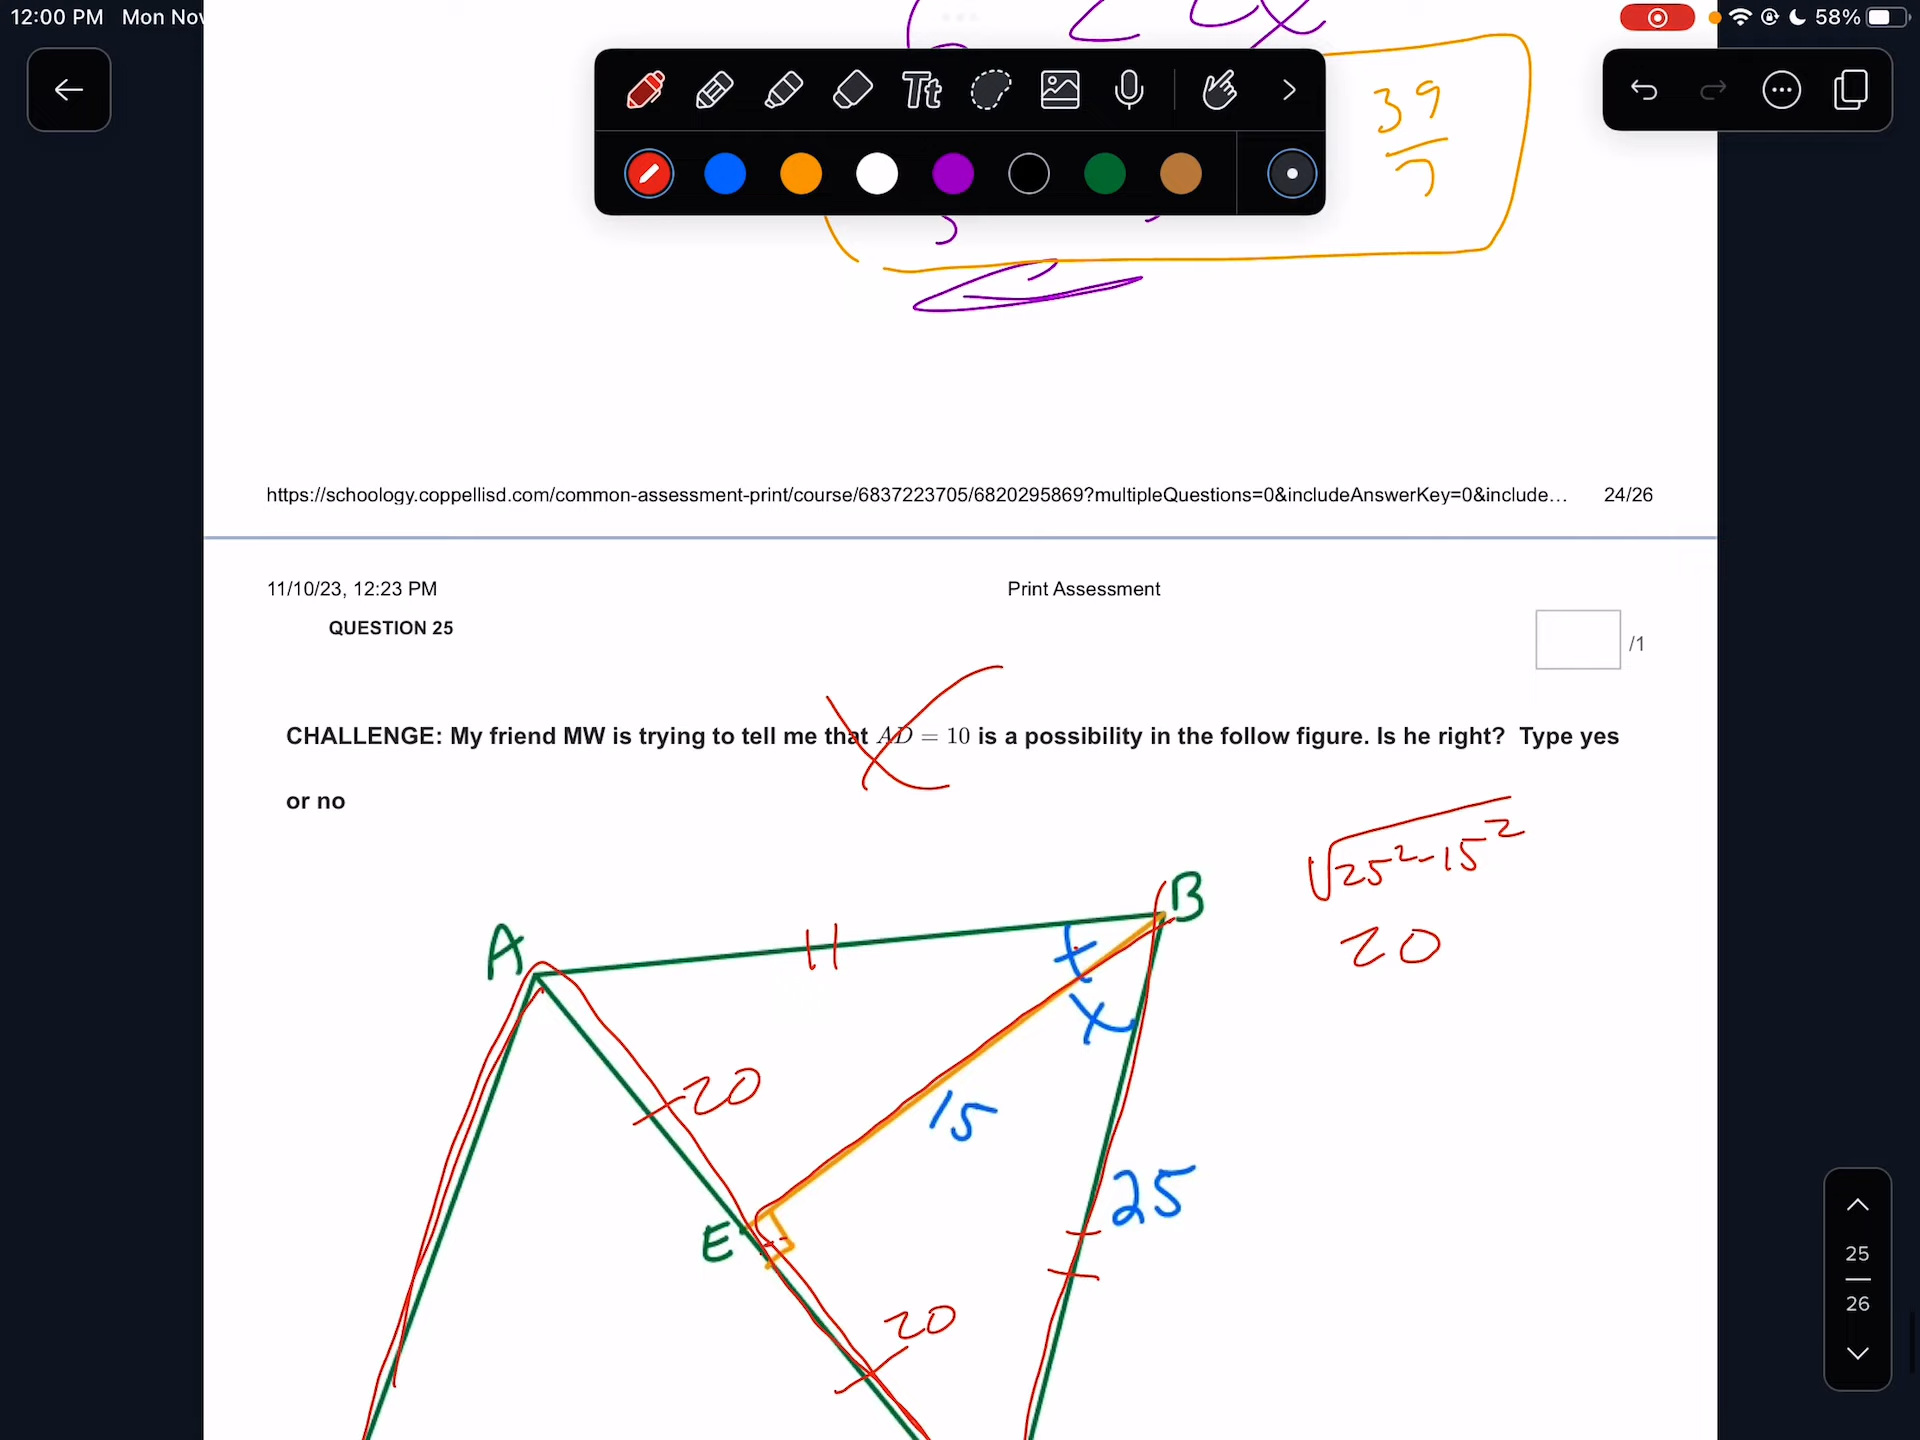 12:00 PM Mon Nov
58%
Tt
39
7
https://schoology.coppellisd.com/common-assessment-print/course/6837223705/6820295869?multipleQuestions=0&includeAnswerKey=0&include…
24/26
11/10/23, 12:23 PM
Print Assessment
QUESTION 25
/1
CHALLENGE: My friend MW is trying to tell me that AD = 10 is a possibility in the follow figure. Is he right? Type yes
or no
√25²-15²
20
B
A
20
15
25
E
20
25
26